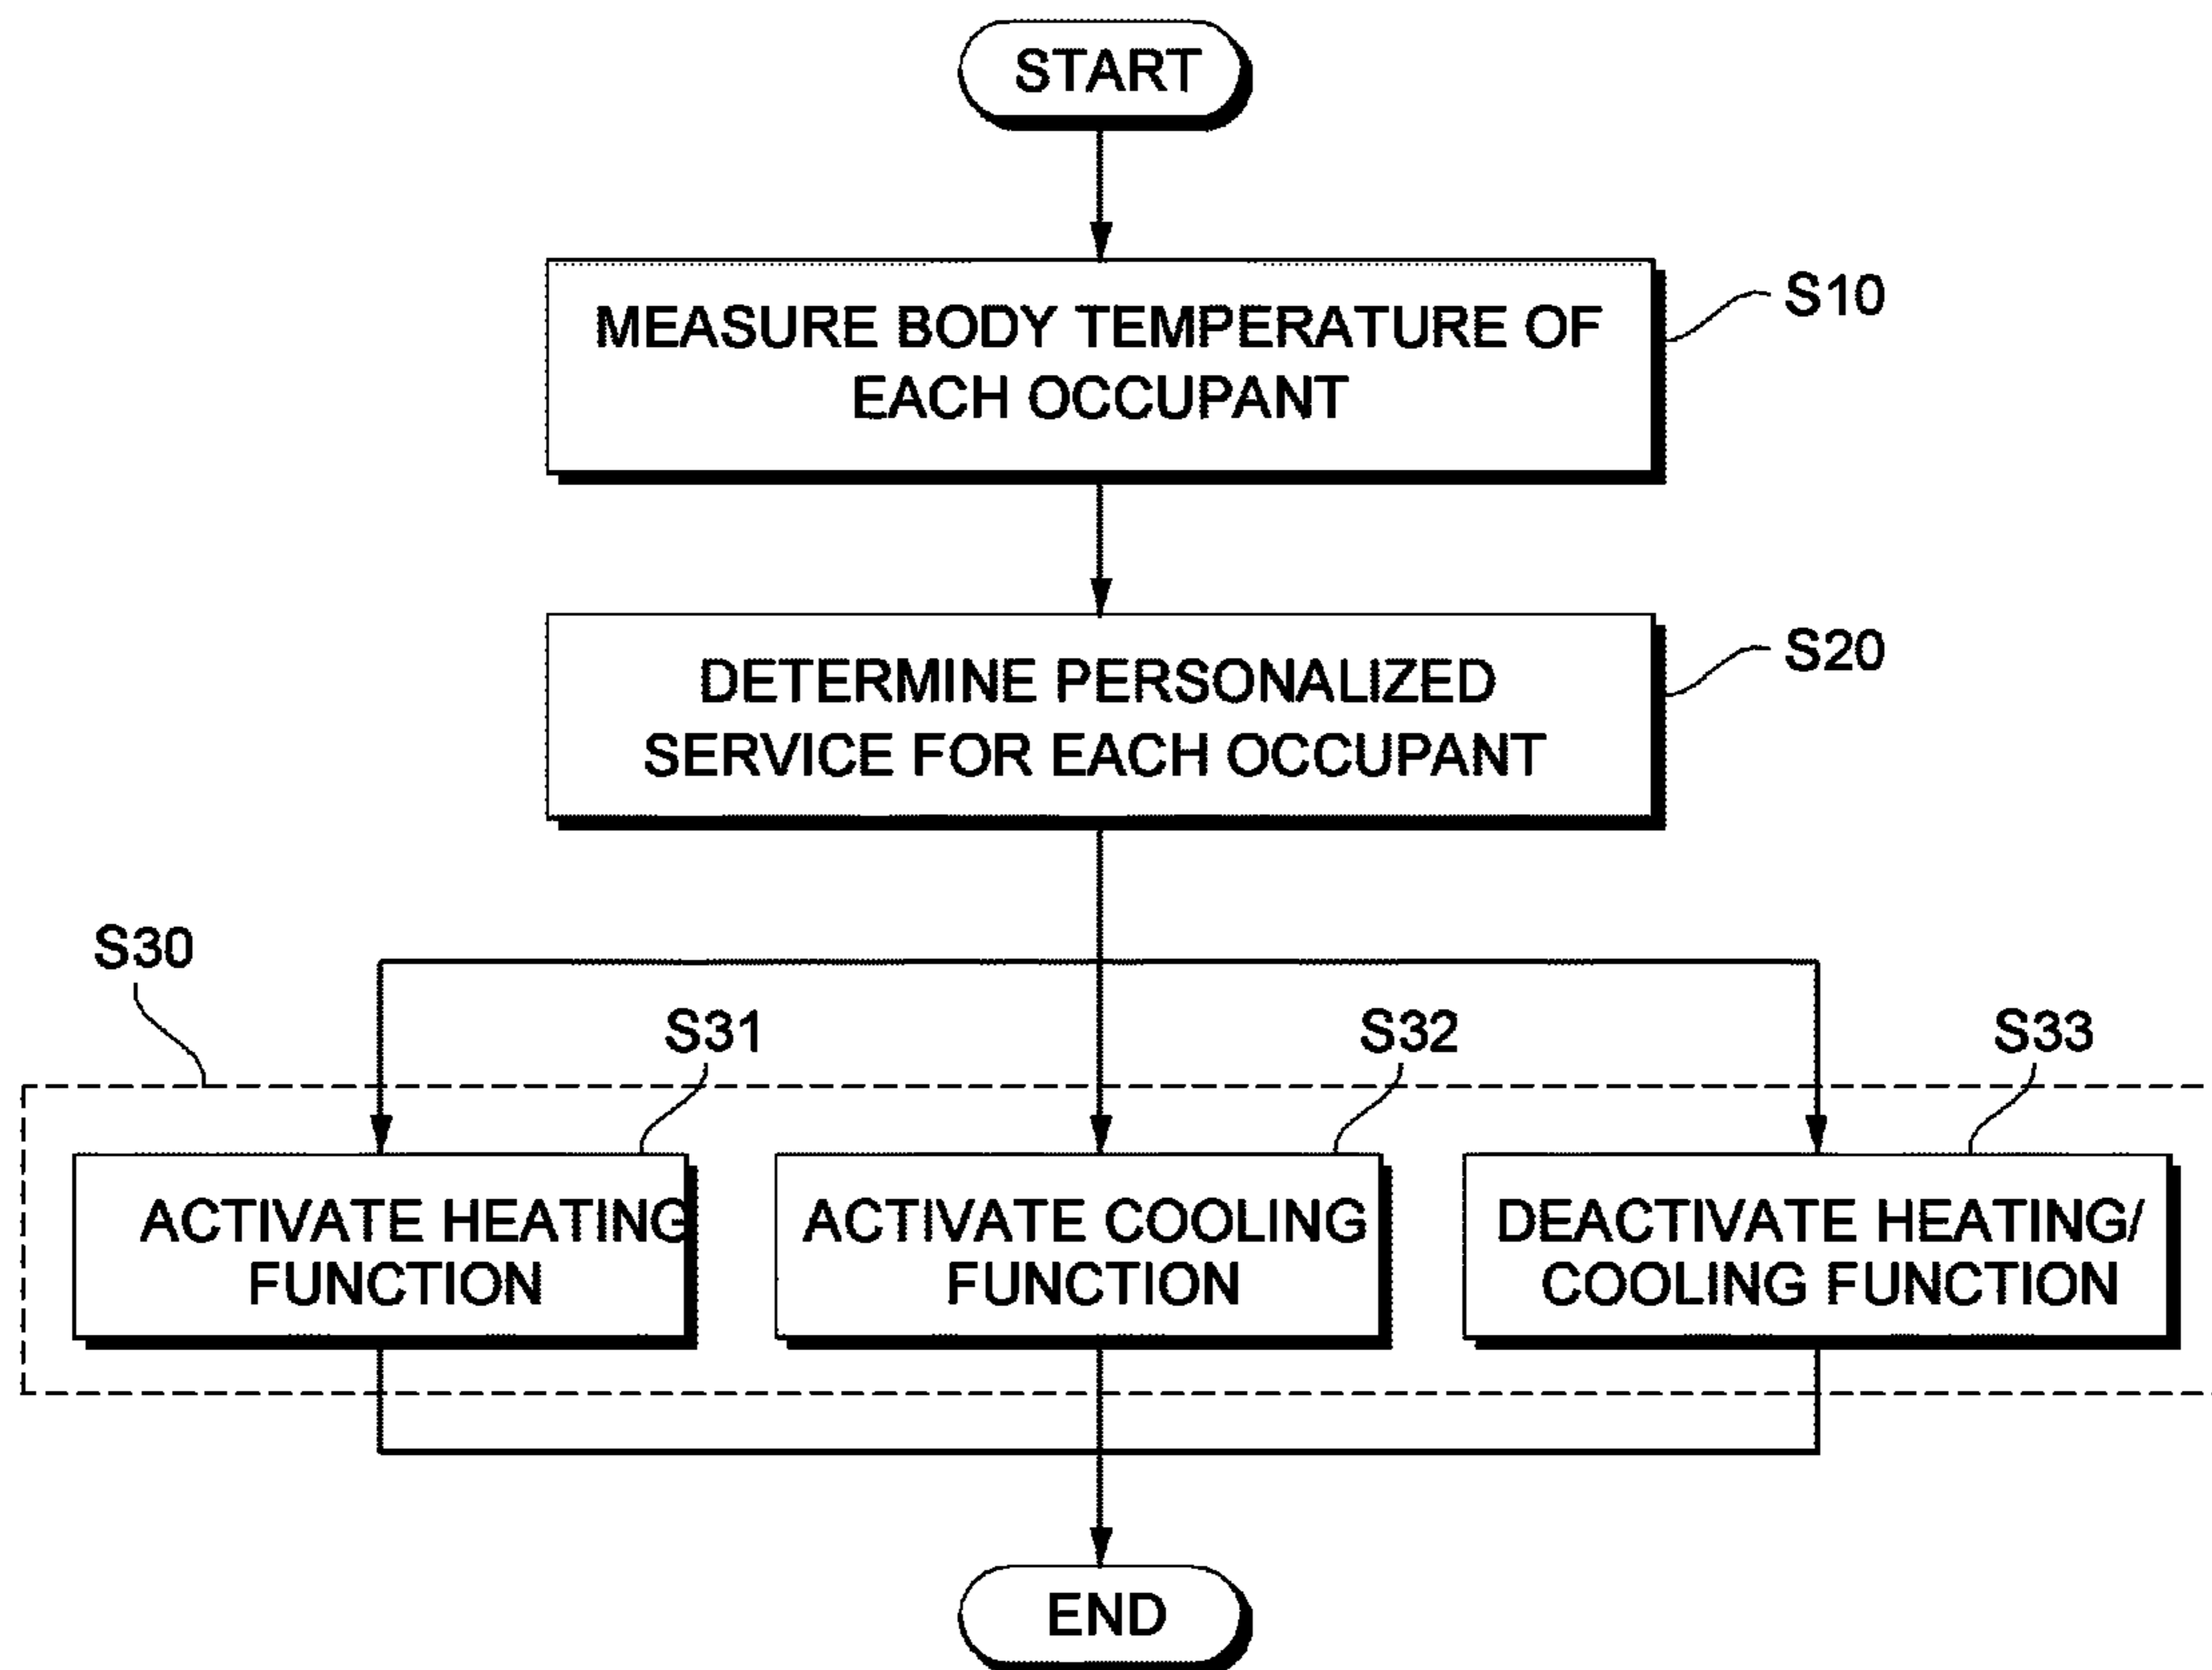 START
MEASURE BODY TEMPERATURE OF
EACH OCCUPANT
S10
DETERMINE PERSONALIZED
SERVICE FOR EACH OCCUPANT
S20
S30
S31
S32
S33
ACTIVATE HEATING
FUNCTION
ACTIVATE COOLING
FUNCTION
DEACTIVATE HEATING/
COOLING FUNCTION
END